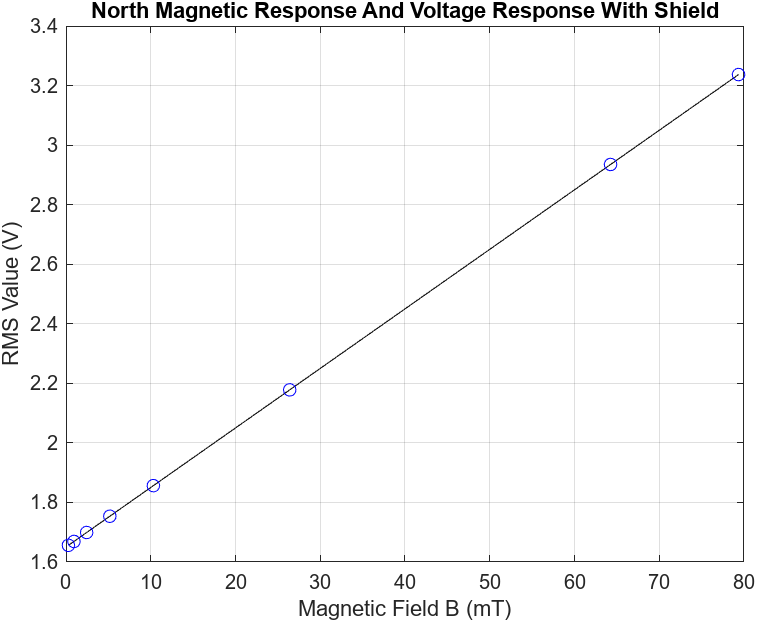 North Magnetic Response And Voltage Response With Shield
3.4
3.2
3
2.8
2.6
2.4
2.2
2
1.8
1.6
RMS Value (V)
0 10 20 30 40 50 60 70 80
Magnetic Field B (mT)